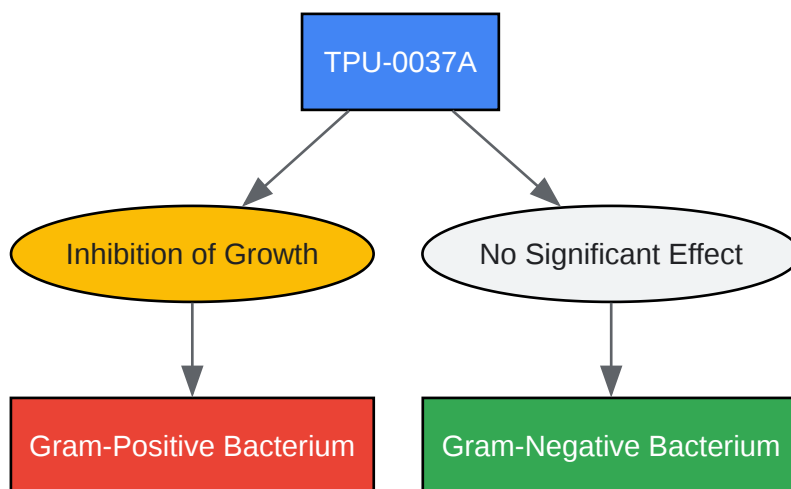 TPU-0037A
Inhibition of Growth
No Significant Effect
Gram-Positive Bacterium
Gram-Negative Bacterium